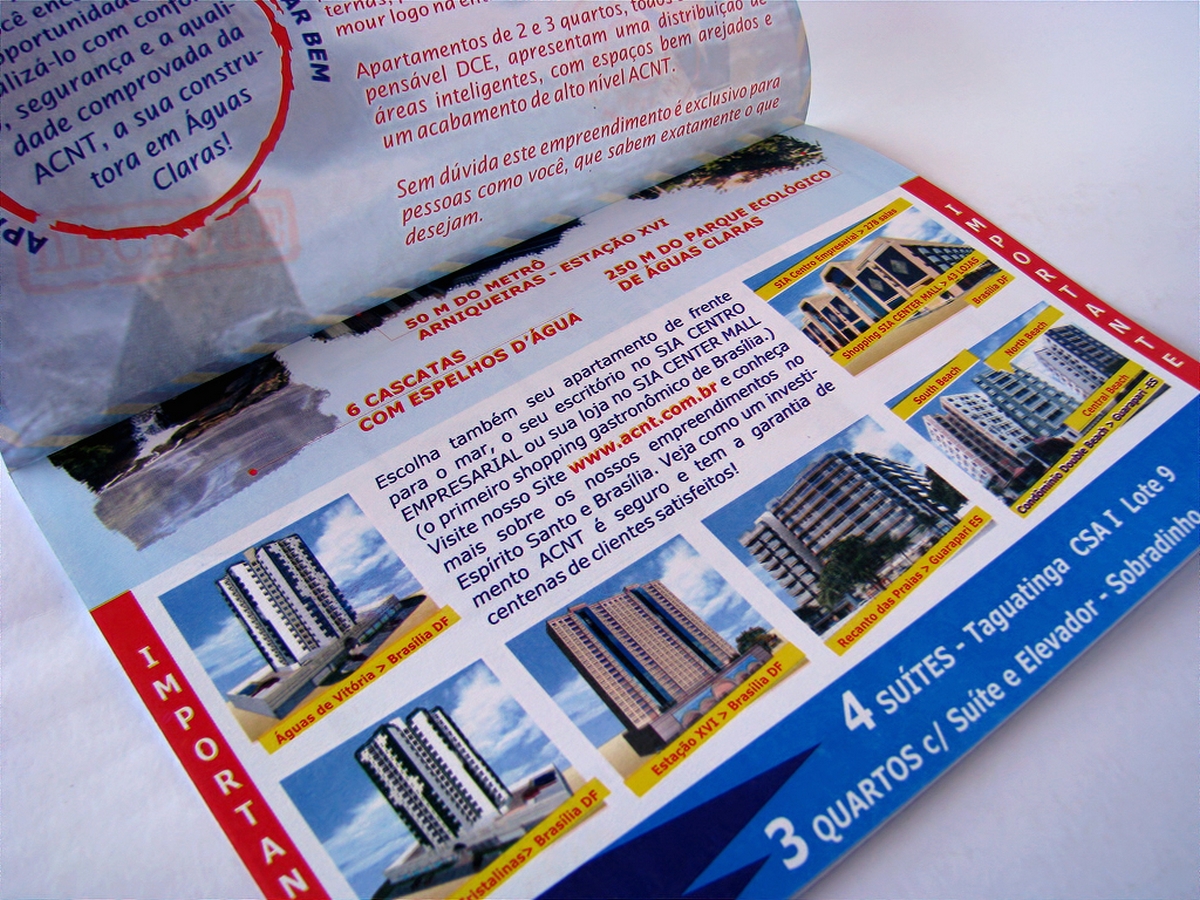 oportunidade
alizá-lo com confor
, segurança e a quali-
dade comprovada da
ACNT, a sua constru-
tora em Águas
Claras!
AR BEM
mour logo na
Apartamentos de 2 e 3 quartos, todos
pensável DCE, apresentam uma distribuição de
áreas inteligentes, com espaços bem arejados e
um acabamento de alto nível ACNT.
Sem dúvida este empreendimento é exclusivo para
pessoas como você, que sabem exatamente o que
desejam.
50 M DO METRÔ
ARNIQUEIRAS - ESTAÇÃO XVI
250 M DO PARQUE ECOLÓGICO
DE ÁGUAS CLARAS
6 CASCATAS
COM ESPELHOS D'ÁGUA
Escolha também seu apartamento de frente
para o mar, o seu escritório no SIA CENTRO
EMPRESARIAL ou sua loja no SIA CENTER MALL
(o primeiro shopping gastronômico de Brasília.)
Visite nosso Site www.acnt.com.br e conheça
mais sobre os nossos empreendimentos no
Espírito Santo e Brasília. Veja como um investi-
mento ACNT é seguro e tem a garantia de
centenas de clientes satisfeitos!
IMPORTANTE
SIA Centro Empresarial > 278 salas
Shopping SIA CENTER MALL > 43 LOJAS
Brasília DF
South Beach
North Beach
Central Beach
Condomínio Double Beach > Guarapari -ES
Recanto das Praias > Guarapari ES
Águas de Vitória > Brasília DF
Estação XVI > Brasília DF
ristalinas> Brasília DF
IMPORTAN
4 SUÍTES - Taguatinga CSA I Lote 9
3 QUARTOS c/ Suíte e Elevador - Sobradinho